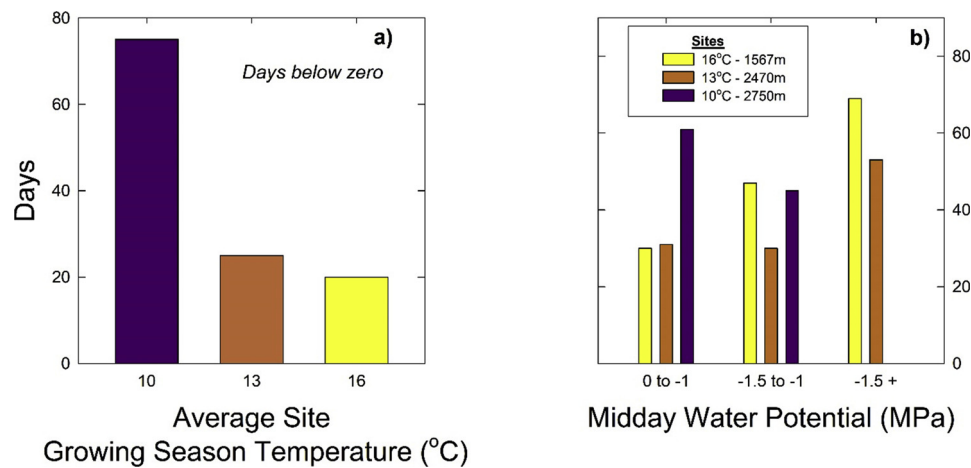 80
60
40
20
0
Days
a)
Days below zero
10 13 16
Average Site
Growing Season Temperature (°C)
b)
Sites
16°C - 1567m
13°C - 2470m
10°C - 2750m
80
60
40
20
0
0 to -1 -1.5 to -1 -1.5 +
Midday Water Potential (MPa)